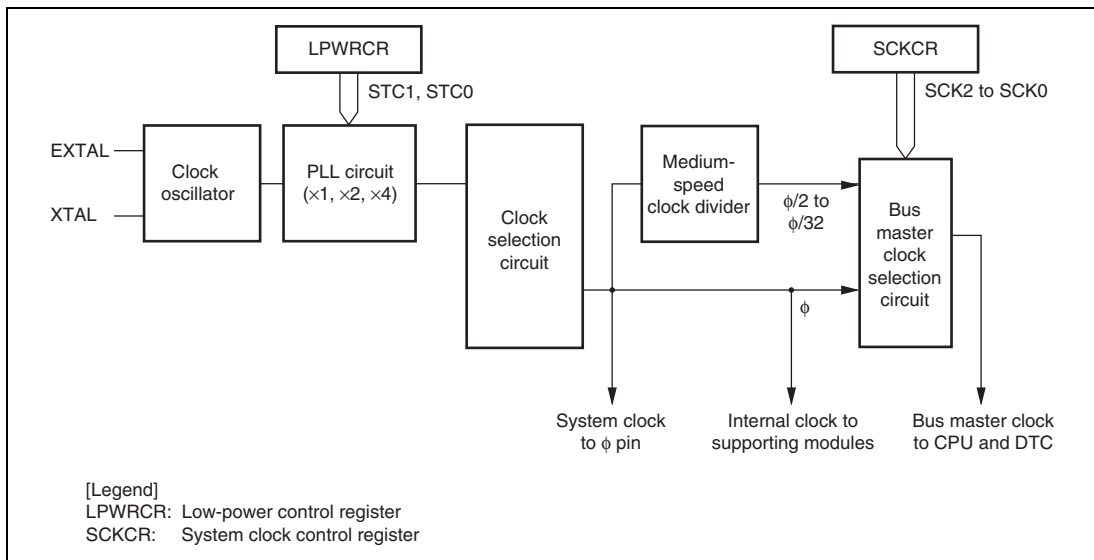 LPWRCR
SCKCR
STC1, STC0
SCK2 to SCK0
EXTAL
XTAL
Clock
oscillator
PLL circuit
(×1, ×2, ×4)
Clock
selection
circuit
Medium-
speed
clock divider
ϕ/2 to
ϕ/32
Bus
master
clock
selection
circuit
ϕ
System clock
to ϕ pin
Internal clock to
supporting modules
Bus master clock
to CPU and DTC
[Legend]
LPWRCR: Low-power control register
SCKCR: System clock control register